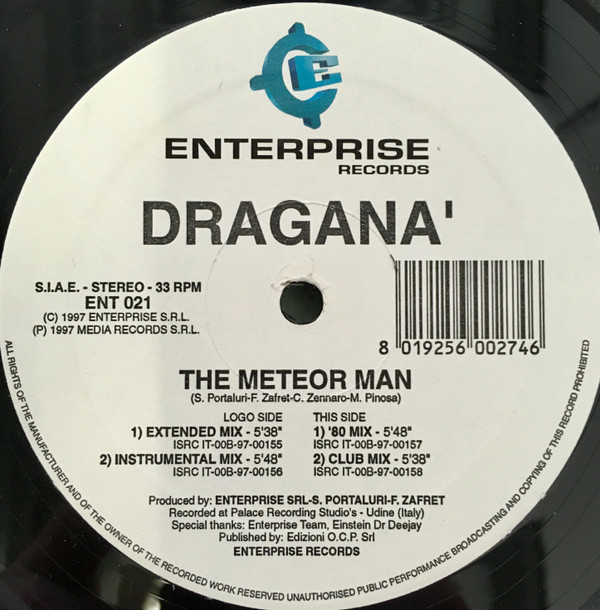 E
ENTERPRISE
RECORDS
DRAGANA'
S.I.A.E. - STEREO - 33 RPM
ENT 021
(C) 1997 ENTERPRISE S.R.L.
(P) 1997 MEDIA RECORDS S.R.L.
8 019256 002746
THE METEOR MAN
(S. Portaluri-F. Zafret-C. Zennaro-M. Pinosa)
LOGO SIDE
1) EXTENDED MIX - 5'38"
ISRC IT-00B-97-00155
2) INSTRUMENTAL MIX - 5'48"
ISRC IT-00B-97-00156
THIS SIDE
1) '80 MIX - 5'48"
ISRC IT-00B-97-00157
2) CLUB MIX - 5'38"
ISRC IT-00B-97-00158
Produced by: ENTERPRISE SRL-S. PORTALURI-F. ZAFRET
Recorded at Palace Recording Studio's - Udine (Italy)
Special thanks: Enterprise Team, Einstein Dr Deejay
Published by: Edizioni O.C.P. Srl
ENTERPRISE RECORDS
ALL RIGHTS OF THE MANUFACTURER AND OF THE OWNER OF THE RECORDED WORK RESERVED UNAUTHORISED PUBLIC PERFORMANCE BROADCASTING AND COPYING OF THIS RECORD PROHIBITED